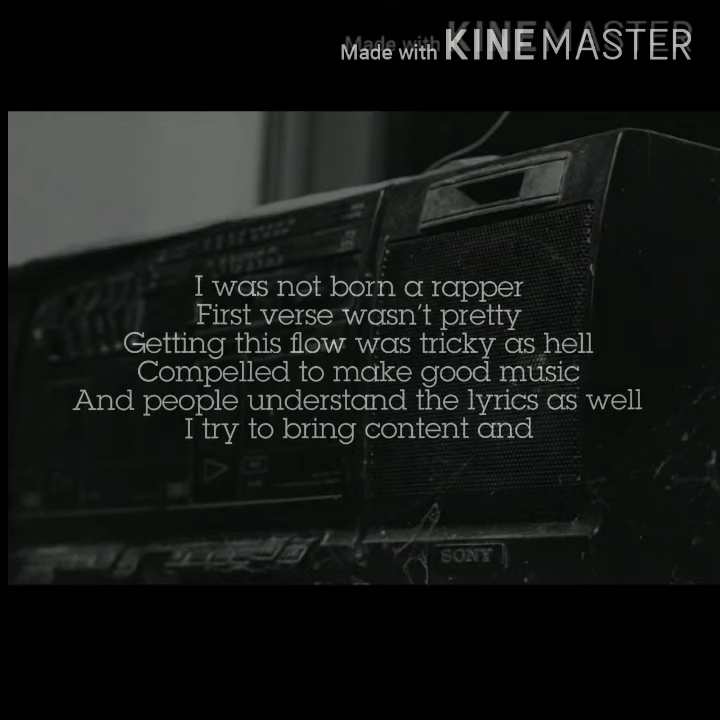 Made with KINEMASTER
I was not born a rapper
First verse wasn't pretty
Getting this flow was tricky as hell
Compelled to make good music
And people understand the lyrics as well
I try to bring content and
SONY